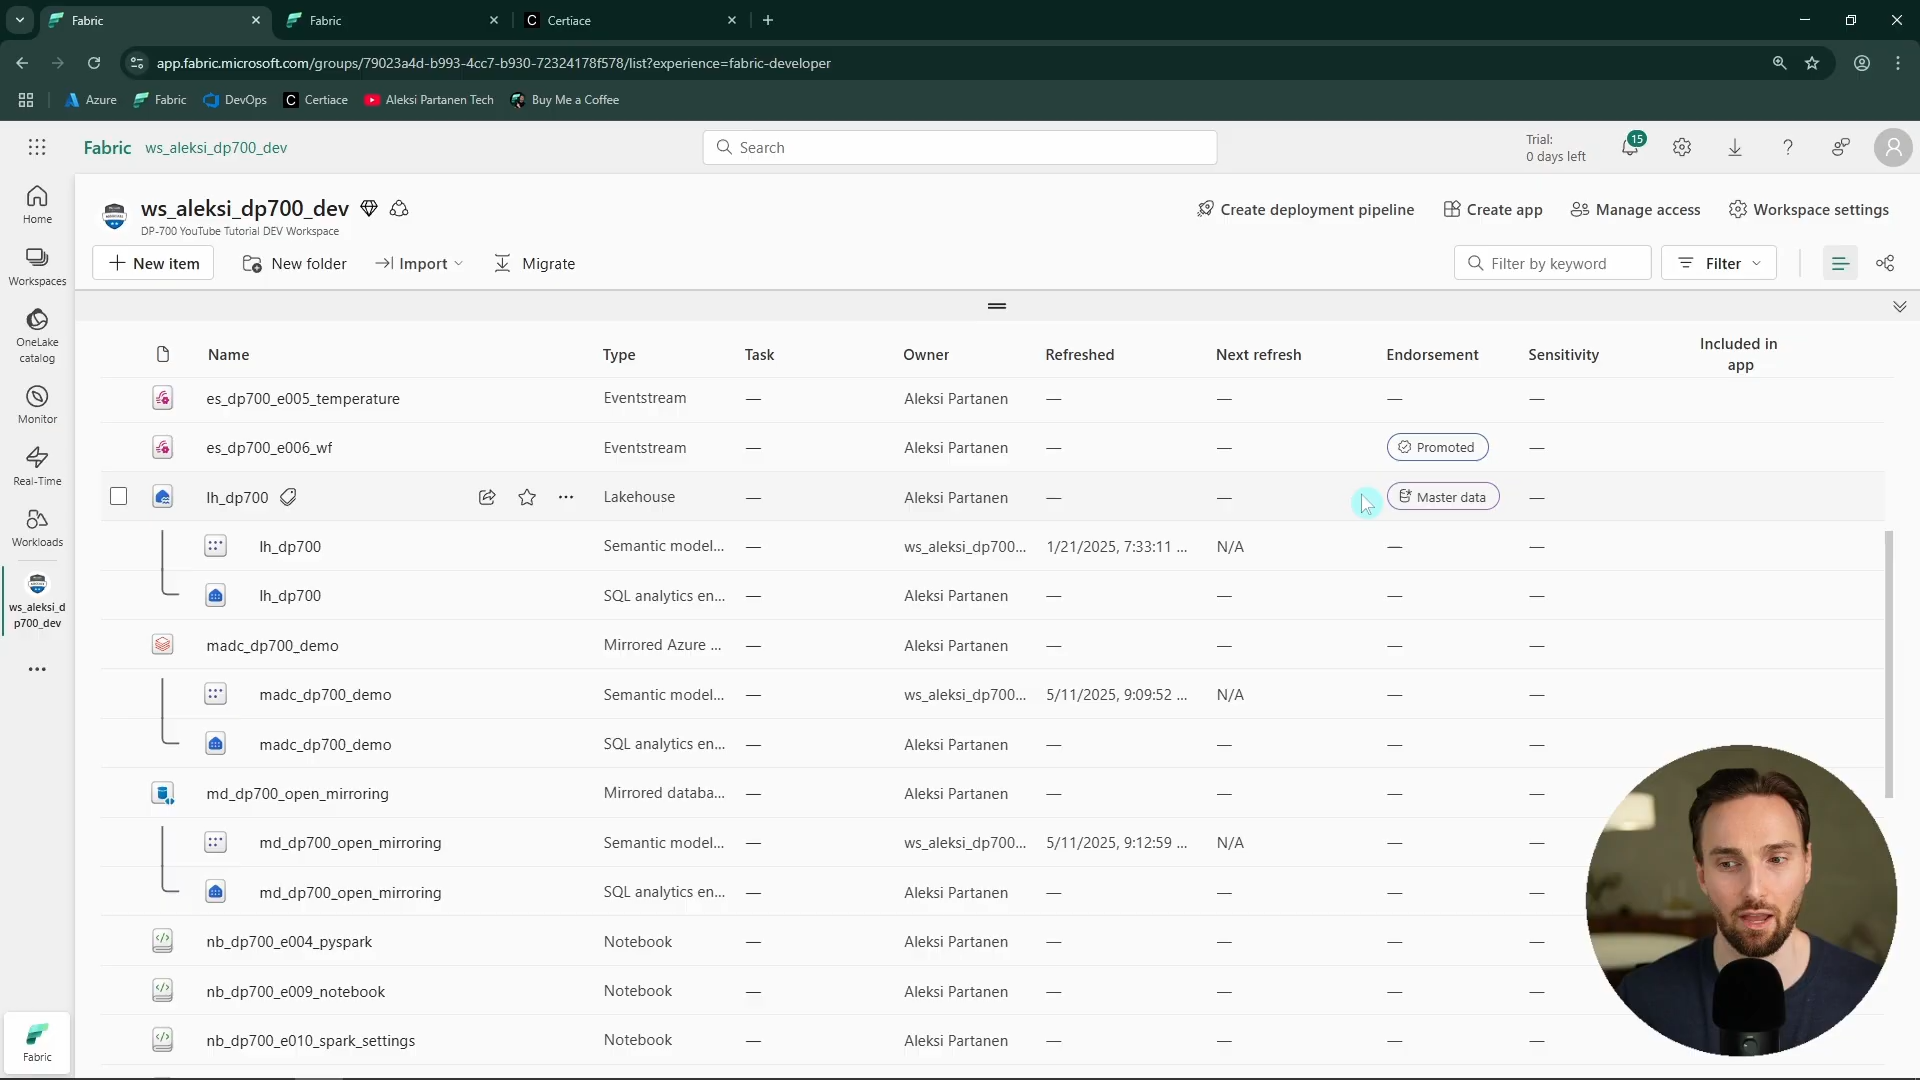 Fabric
Fabric
Certiace
app.fabric.microsoft.com/groups/79023a4d-b993-4cc7-b930-72324178f578/list?experience=fabric-developer
Azure Fabric DevOps Certiace Aleksi Partanen Tech Buy Me a Coffee
Fabric ws_aleksi_dp700_dev
Search
Trial:
0 days left
15
Home
Workspaces
OneLake
catalog
Monitor
Real-Time
Workloads
ws_aleksi_d
p700_dev
Fabric
ws_aleksi_dp700_dev
DP-700 YouTube Tutorial DEV Workspace
Create deployment pipeline Create app Manage access Workspace settings
New item New folder Import Migrate
Filter by keyword Filter
Name Type Task Owner Refreshed Next refresh Endorsement Sensitivity Included in
app
es_dp700_e005_temperature Eventstream — Aleksi Partanen — — — —
es_dp700_e006_wf Eventstream — Aleksi Partanen — — Promoted —
lh_dp700 Lakehouse — Aleksi Partanen — — Master data —
lh_dp700 Semantic model... — ws_aleksi_dp700... 1/21/2025, 7:33:11 ... N/A — —
lh_dp700 SQL analytics en... — Aleksi Partanen — — — —
madc_dp700_demo Mirrored Azure ... — Aleksi Partanen — — — —
madc_dp700_demo Semantic model... — ws_aleksi_dp700... 5/11/2025, 9:09:52 ... N/A — —
madc_dp700_demo SQL analytics en... — Aleksi Partanen — — — —
md_dp700_open_mirroring Mirrored databa... — Aleksi Partanen — — — —
md_dp700_open_mirroring Semantic model... — ws_aleksi_dp700... 5/11/2025, 9:12:59 ... N/A —
md_dp700_open_mirroring SQL analytics en... — Aleksi Partanen — — —
nb_dp700_e004_pyspark Notebook — Aleksi Partanen — — — —
nb_dp700_e009_notebook Notebook — Aleksi Partanen — — — —
nb_dp700_e010_spark_settings Notebook — Aleksi Partanen — — — —